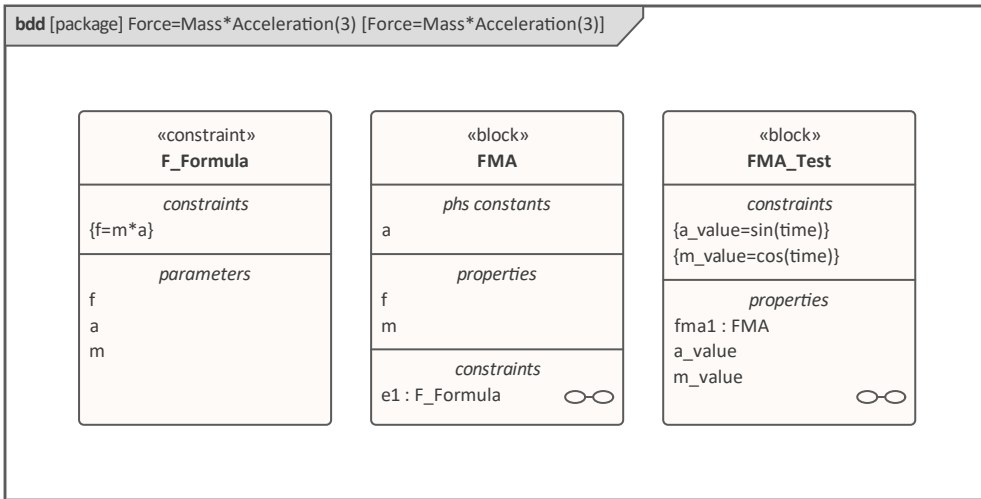 bdd [package] Force=Mass*Acceleration(3) [Force=Mass*Acceleration(3)]
«constraint»
F_Formula
constraints
{f=m*a}
parameters
f
a
m
«block»
FMA
phs constants
a
properties
f
m
constraints
e1 : F_Formula
«block»
FMA_Test
constraints
{a_value=sin(time)}
{m_value=cos(time)}
properties
fma1 : FMA
a_value
m_value